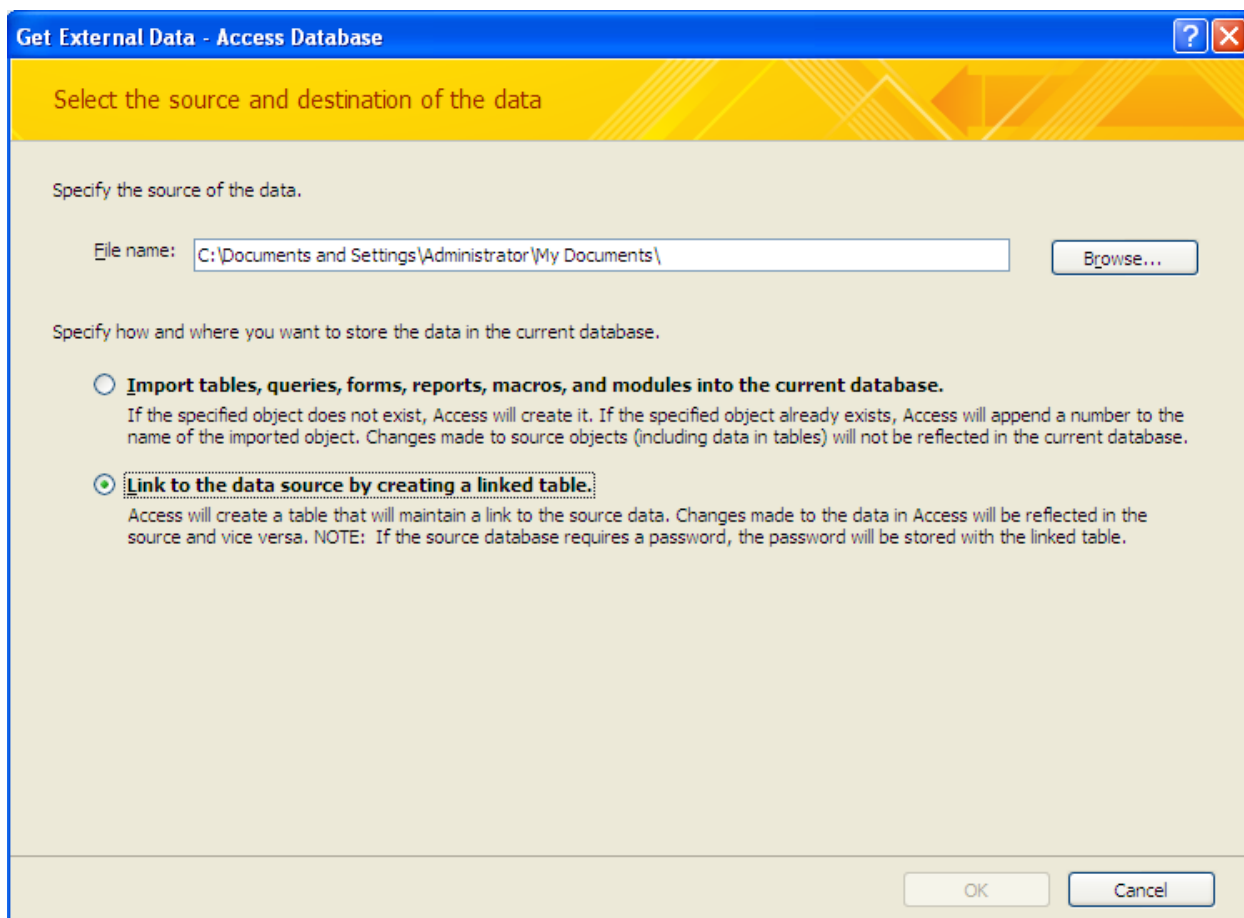 Get External Data - Access Database
Select the source and destination of the data
Specify the source of the data.
File name: C:\Documents and Settings\Administrator\My Documents\ Browse...
Specify how and where you want to store the data in the current database.
Import tables, queries, forms, reports, macros, and modules into the current database.
If the specified object does not exist, Access will create it. If the specified object already exists, Access will append a number to the
name of the imported object. Changes made to source objects (including data in tables) will not be reflected in the current database.
Link to the data source by creating a linked table.
Access will create a table that will maintain a link to the source data. Changes made to the data in Access will be reflected in the
source and vice versa. NOTE: If the source database requires a password, the password will be stored with the linked table.
OK Cancel